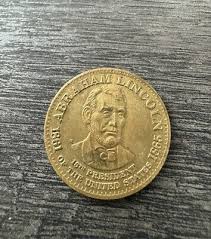 ABRAHAM LINCOLN
16TH PRESIDENT
1861 OF THE UNITED STATES 1865